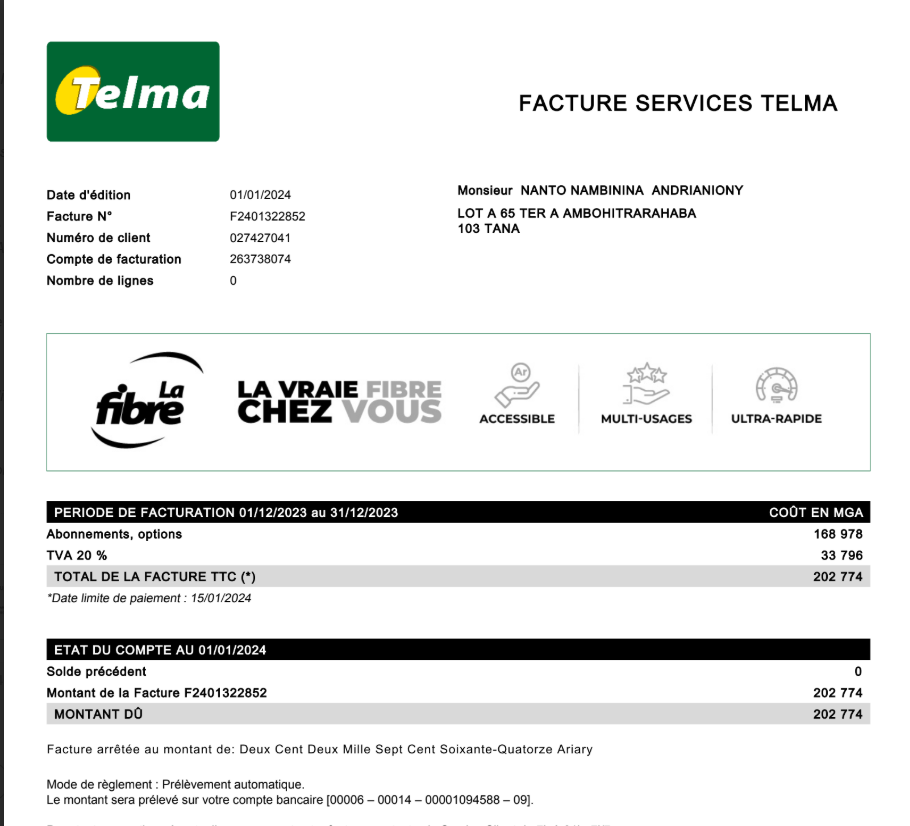 Telma
FACTURE SERVICES TELMA
Date d'édition 01/01/2024
Facture N° F2401322852
Numéro de client 027427041
Compte de facturation 263738074
Nombre de lignes 0
Monsieur NANTO NAMBININA ANDRIANIONY
LOT A 65 TER A AMBOHITRARAHABA
103 TANA
La
fibre
LA VRAIE FIBRE
CHEZ VOUS
Ar
ACCESSIBLE
MULTI-USAGES
ULTRA-RAPIDE
PERIODE DE FACTURATION 01/12/2023 au 31/12/2023 COÛT EN MGA
Abonnements, options 168 978
TVA 20 % 33 796
TOTAL DE LA FACTURE TTC (*) 202 774
*Date limite de paiement : 15/01/2024
ETAT DU COMPTE AU 01/01/2024
Solde précédent 0
Montant de la Facture F2401322852 202 774
MONTANT DÛ 202 774
Facture arrêtée au montant de: Deux Cent Deux Mille Sept Cent Soixante-Quatorze Ariary
Mode de règlement : Prélèvement automatique.
Le montant sera prélevé sur votre compte bancaire [00006 – 00014 – 00001094588 – 09].